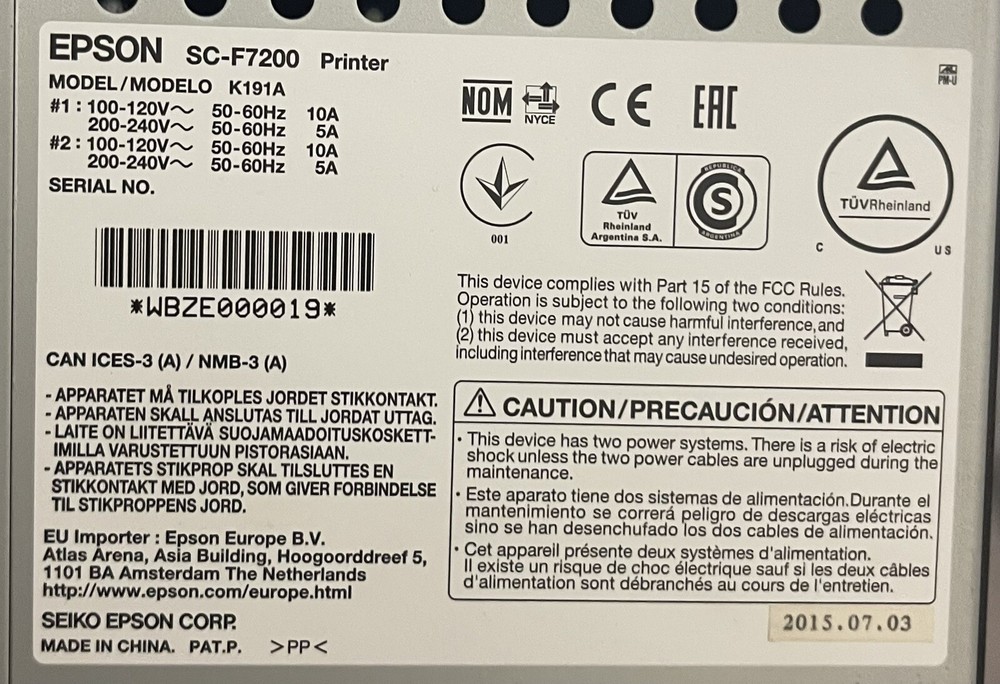 EPSON SC-F7200 Printer
MODEL/MODELO K191A
#1 : 100-120V～ 50-60Hz 10A
200-240V～ 50-60Hz 5A
#2 : 100-120V～ 50-60Hz 10A
200-240V～ 50-60Hz 5A
SERIAL NO.
*WBZE000019*
CAN ICES-3 (A) / NMB-3 (A)
- APPARATET MÅ TILKOPLES JORDET STIKKONTAKT.
- APPARATEN SKALL ANSLUTAS TILL JORDAT UTTAG.
- LAITE ON LIITETTÄVÄ SUOJAMAADOITUSKOSKETT-
IMILLA VARUSTETTUUN PISTORASIAAN.
- APPARATETS STIKPROP SKAL TILSLUTTES EN
STIKKONTAKT MED JORD, SOM GIVER FORBINDELSE
TIL STIKPROPPENS JORD.
EU Importer : Epson Europe B.V.
Atlas Arena, Asia Building, Hoogoorddreef 5,
1101 BA Amsterdam The Netherlands
http://www.epson.com/europe.html
SEIKO EPSON CORP.
MADE IN CHINA. PAT.P. >PP<
PM-U
NOM NYCE CE EAC
001
TÜV
Rheinland
Argentina S.A.
REPUBLICA
S
ARGENTINA
TÜVRheinland
C US
This device complies with Part 15 of the FCC Rules.
Operation is subject to the following two conditions:
(1) this device may not cause harmful interference, and
(2) this device must accept any interference received,
including interference that may cause undesired operation.
CAUTION/PRECAUCIÓN/ATTENTION
· This device has two power systems. There is a risk of electric
shock unless the two power cables are unplugged during the
maintenance.
· Este aparato tiene dos sistemas de alimentación.Durante el
mantenimiento se correrá peligro de descargas eléctricas
sino se han desenchufado los dos cables de alimentación.
· Cet appareil présente deux systèmes d'alimentation.
Il existe un risque de choc électrique sauf si les deux câbles
d'alimentation sont débranchés au cours de l'entretien.
2015.07.03